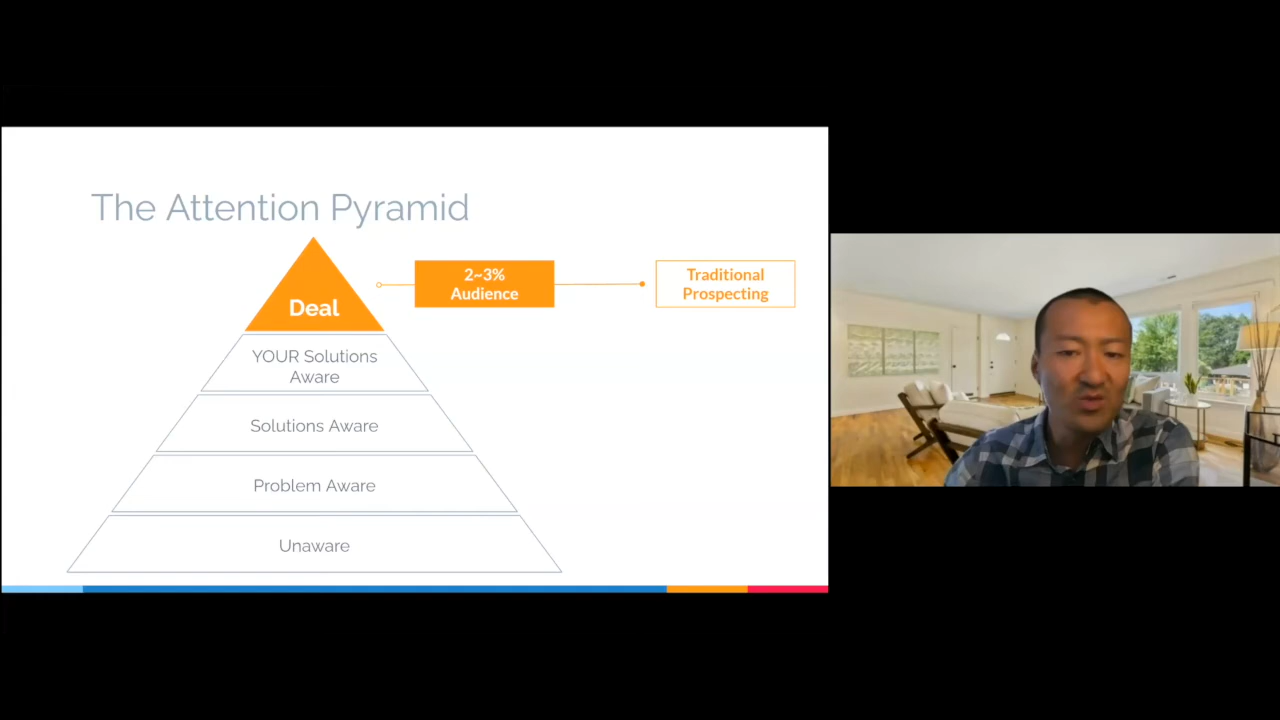 The Attention Pyramid
Deal
2~3%
Audience
Traditional
Prospecting
YOUR Solutions
Aware
Solutions Aware
Problem Aware
Unaware